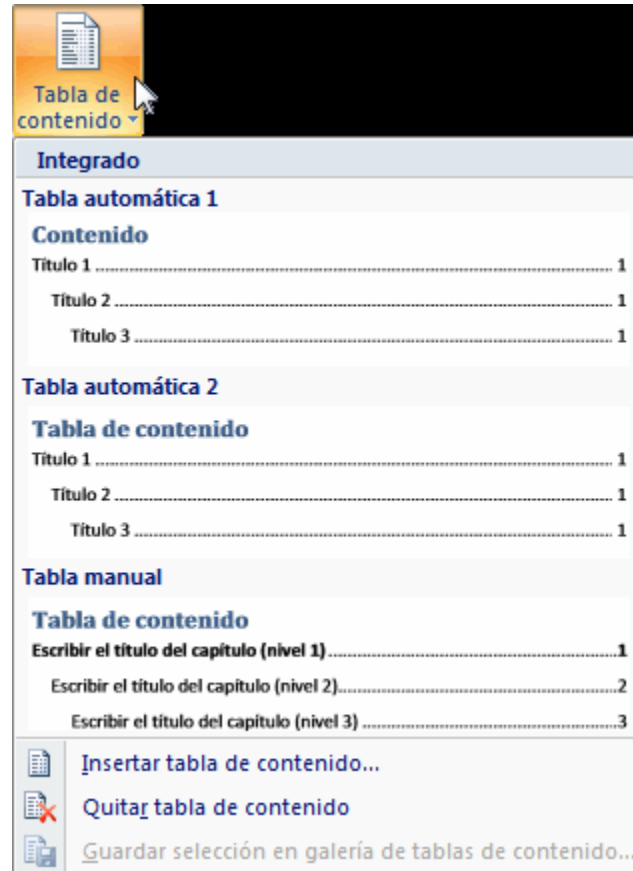 Tabla de
contenido
Integrado
Tabla automática 1
Contenido
Título 1 ........................................................................ 1
Título 2 ........................................................................ 1
Título 3 ........................................................................ 1
Tabla automática 2
Tabla de contenido
Título 1 ........................................................................ 1
Título 2 ........................................................................ 1
Título 3 ........................................................................ 1
Tabla manual
Tabla de contenido
Escribir el título del capítulo (nivel 1) ........................................ 1
Escribir el título del capítulo (nivel 2) ........................................ 2
Escribir el título del capítulo (nivel 3) ........................................ 3
Insertar tabla de contenido...
Quitar tabla de contenido
Guardar selección en galería de tablas de contenido...